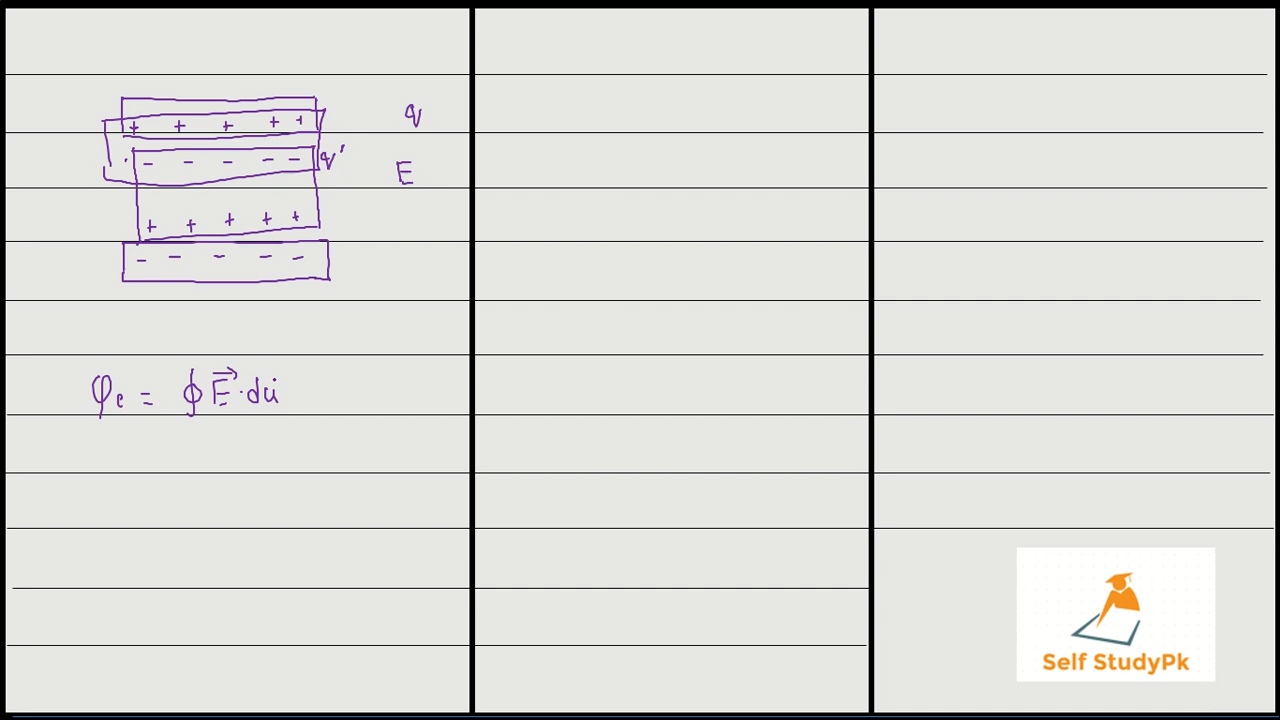 + + + + +
q
- - - - -
q'
E
+ + + + +
- - - - -
φe = ∮ E⃗ · da⃗
Self StudyPk